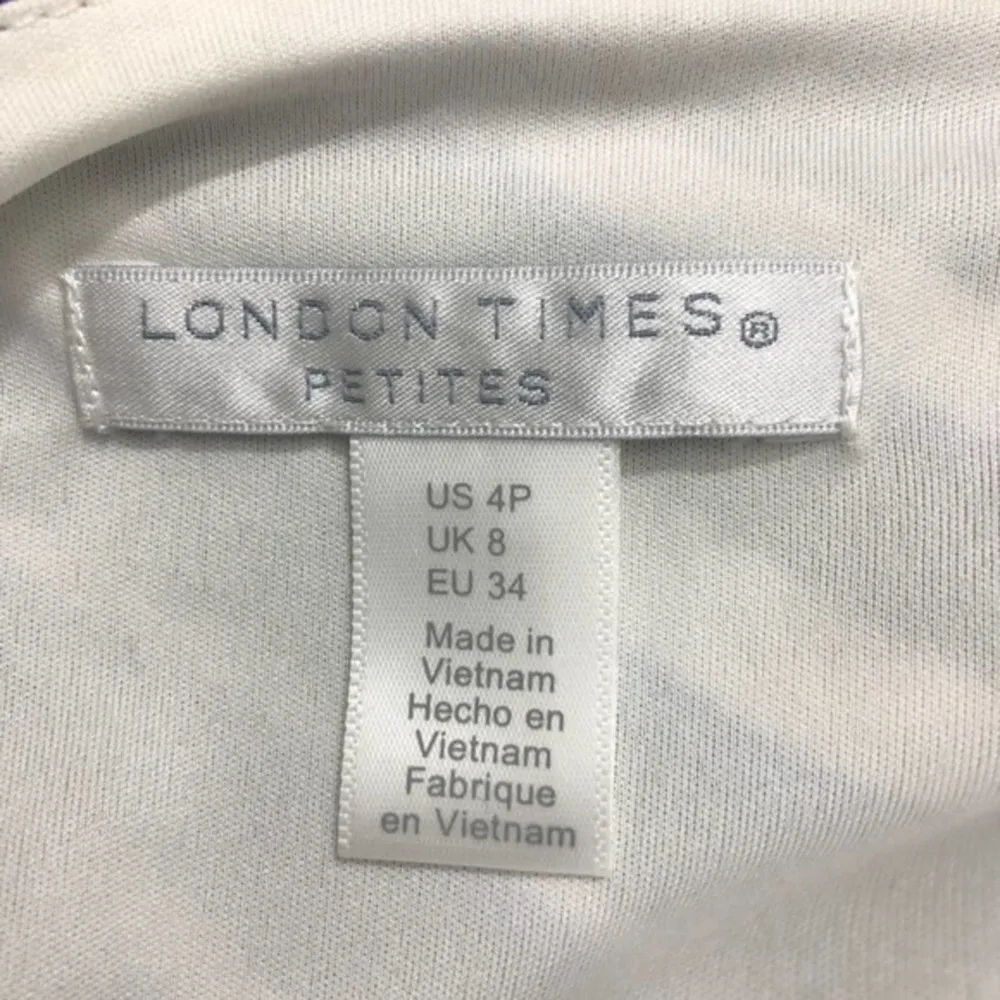 LONDON TIMES®
PETITES
US 4P
UK 8
EU 34
Made in
Vietnam
Hecho en
Vietnam
Fabrique
en Vietnam